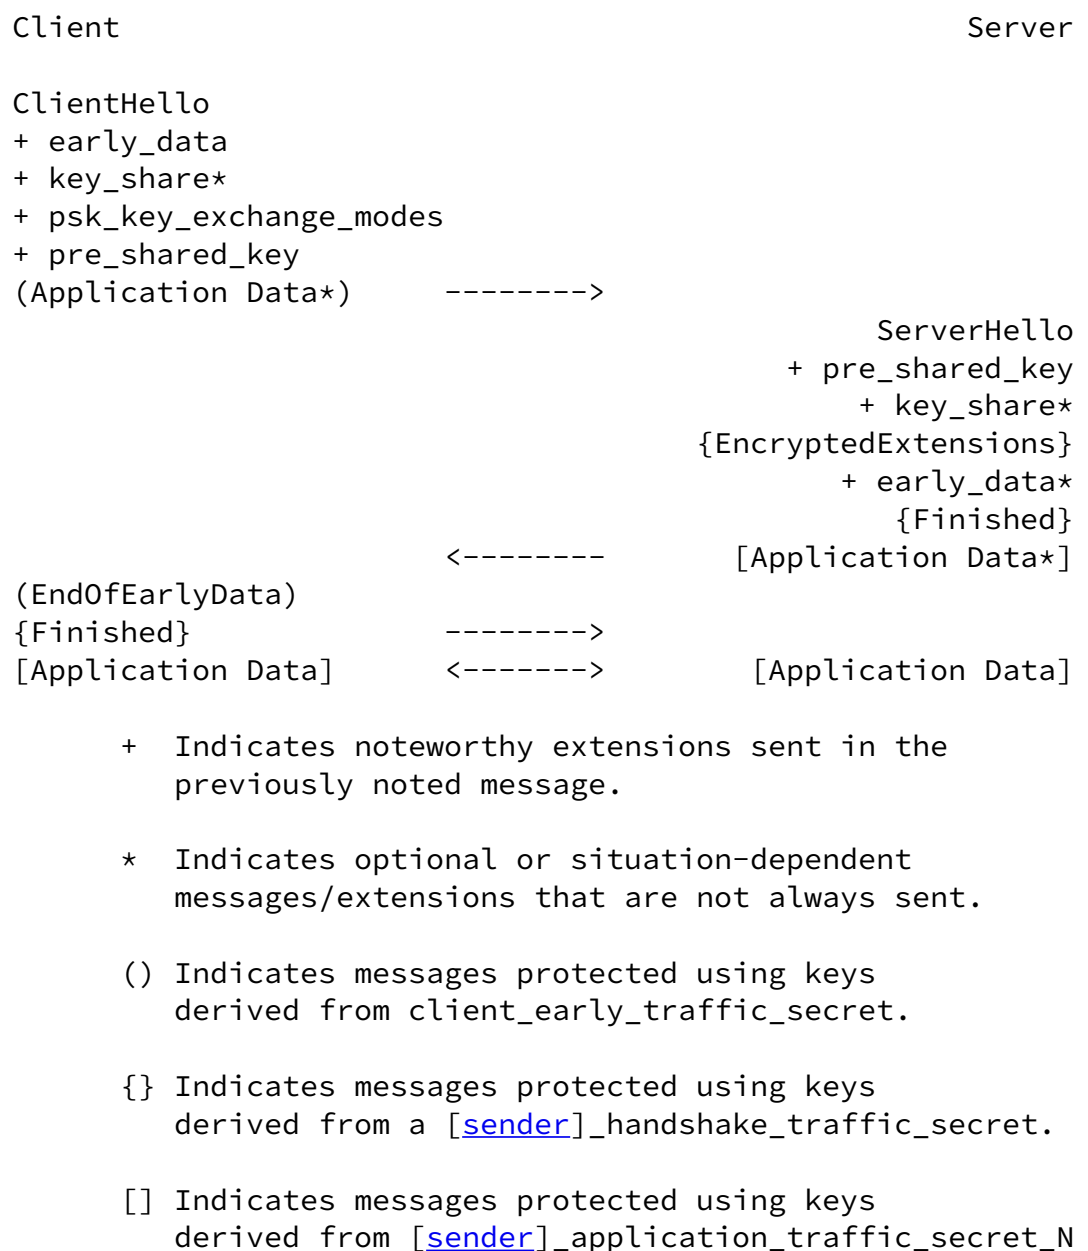 Client                                               Server

ClientHello
+ early_data
+ key_share*
+ psk_key_exchange_modes
+ pre_shared_key
(Application Data*)     -------->
                                                ServerHello
                                           + pre_shared_key
                                               + key_share*
                                      {EncryptedExtensions}
                                              + early_data*
                                                 {Finished}
                        <--------       [Application Data*]
(EndOfEarlyData)
{Finished}              -------->
[Application Data]      <------->        [Application Data]

      +  Indicates noteworthy extensions sent in the
         previously noted message.

      *  Indicates optional or situation-dependent
         messages/extensions that are not always sent.

      () Indicates messages protected using keys
         derived from client_early_traffic_secret.

      {} Indicates messages protected using keys
         derived from a [sender]_handshake_traffic_secret.

      [] Indicates messages protected using keys
         derived from [sender]_application_traffic_secret_N